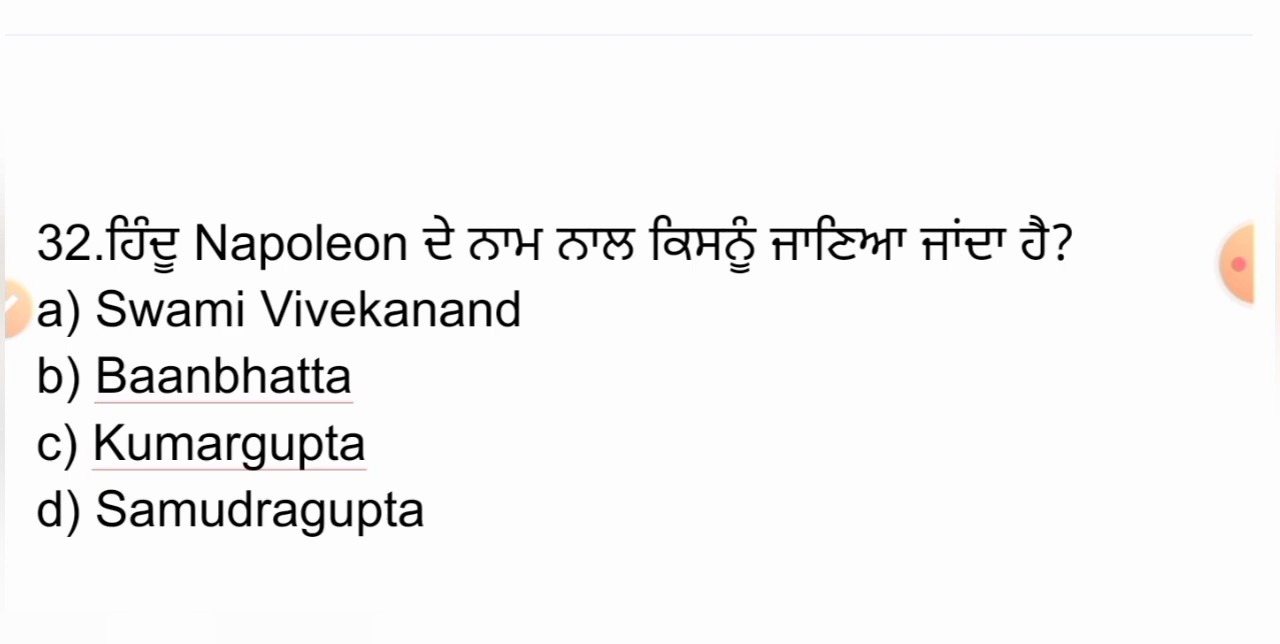 32.ਹਿੰਦੂ Napoleon ਦੇ ਨਾਮ ਨਾਲ ਕਿਸਨੂੰ ਜਾਣਿਆ ਜਾਂਦਾ ਹੈ?
a) Swami Vivekanand
b) Baanbhatta
c) Kumargupta
d) Samudragupta